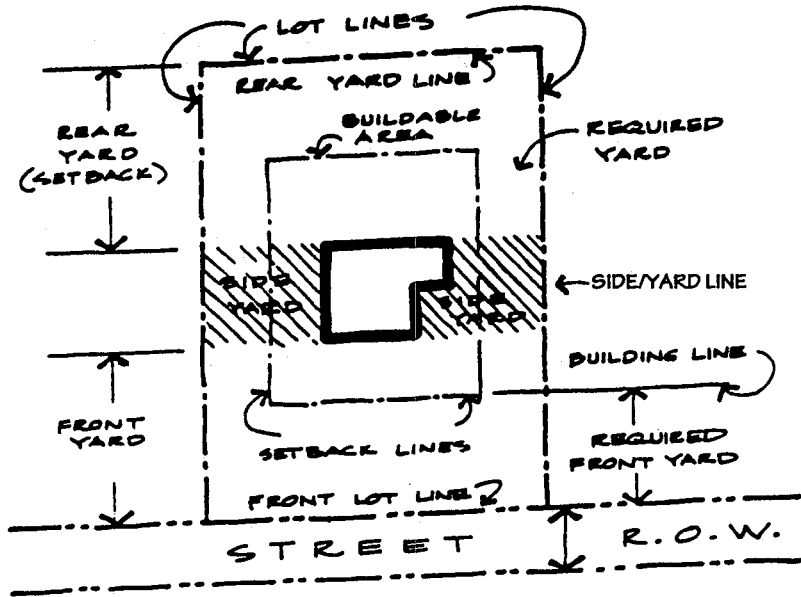 LOT LINES
REAR YARD LINE
BUILDABLE
AREA
REAR
YARD
(SETBACK)
REQUIRED
YARD
SIDE
YARD
SIDE
YARD
SIDE/YARD LINE
BUILDING LINE
FRONT
YARD
SETBACK LINES
REQUIRED
FRONT YARD
FRONT LOT LINE
STREET
R.O.W.